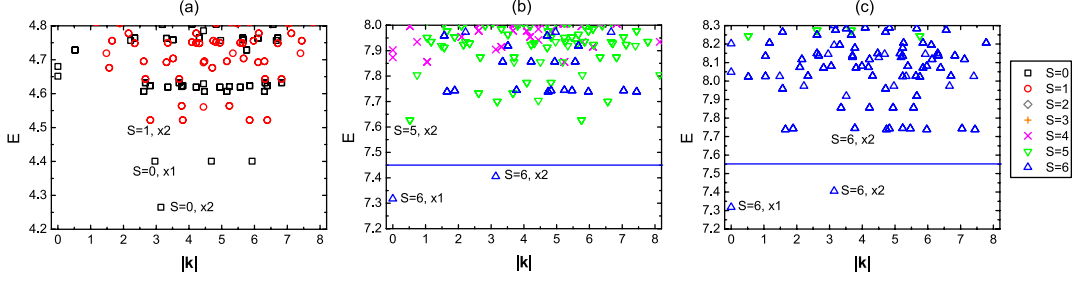 (a)
(b)
(c)
4.8
4.7
4.6
4.5
4.4
4.3
4.2
E
S=1, x2
S=0, x1
S=0, x2
0 1 2 3 4 5 6 7 8
|k|
8.0
7.9
7.8
7.7
7.6
7.5
7.4
7.3
7.2
E
S=5, x2
S=6, x2
S=6, x1
0 1 2 3 4 5 6 7 8
|k|
8.3
8.2
8.1
8.0
7.9
7.8
7.7
7.6
7.5
7.4
7.3
7.2
E
S=6, x2
S=6, x2
S=6, x1
0 1 2 3 4 5 6 7 8
|k|
S=0
S=1
S=2
S=3
S=4
S=5
S=6